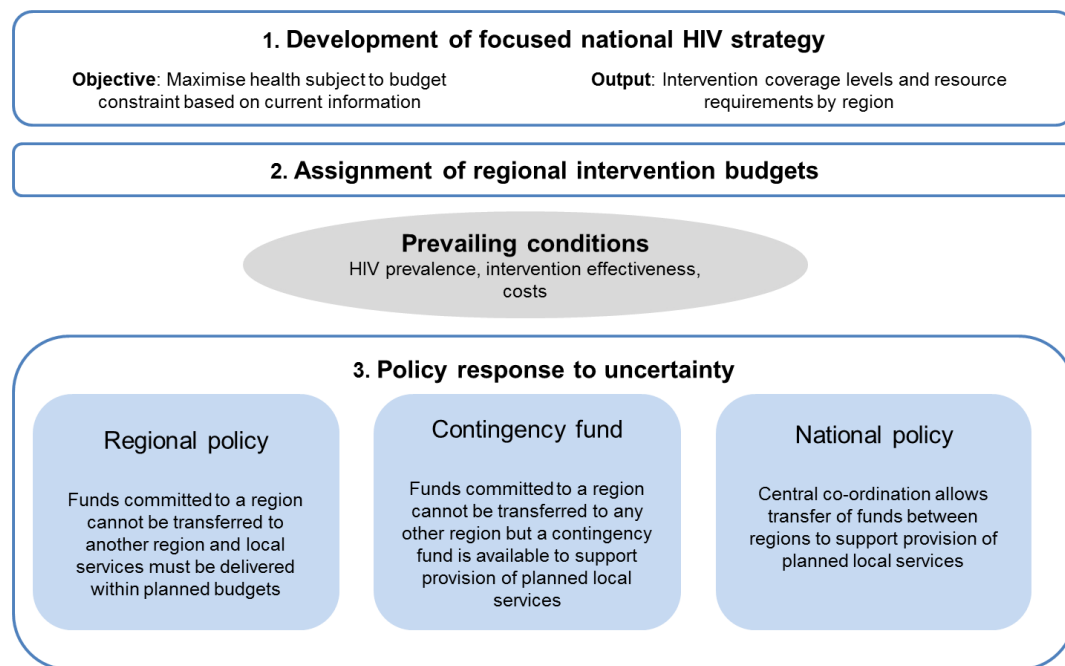 1. Development of focused national HIV strategy
Objective: Maximise health subject to budget
constraint based on current information
Output: Intervention coverage levels and resource
requirements by region
2. Assignment of regional intervention budgets
Prevailing conditions
HIV prevalence, intervention effectiveness,
costs
3. Policy response to uncertainty
Regional policy
Funds committed to a region
cannot be transferred to
another region and local
services must be delivered
within planned budgets
Contingency fund
Funds committed to a region
cannot be transferred to any
other region but a contingency
fund is available to support
provision of planned local
services
National policy
Central co-ordination allows
transfer of funds between
regions to support provision of
planned local services